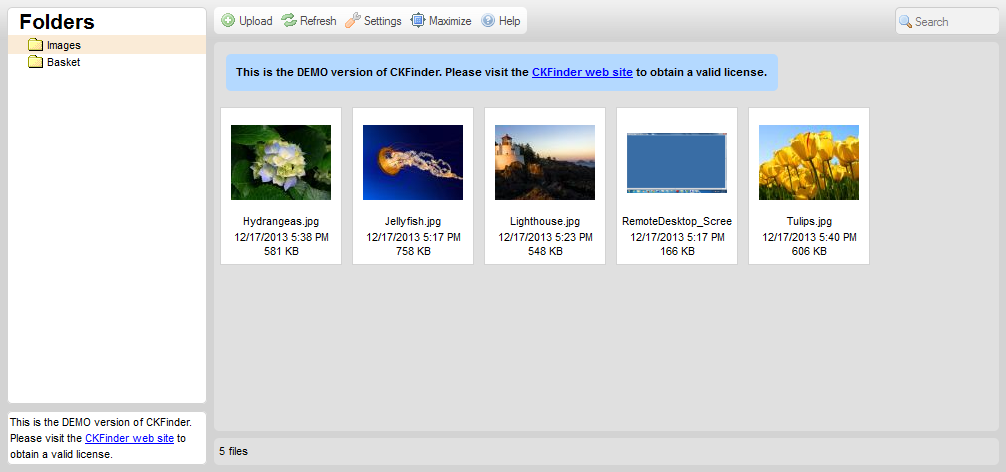 Folders
Images
Basket
Upload Refresh Settings Maximize Help
Search
This is the DEMO version of CKFinder. Please visit the CKFinder web site to obtain a valid license.
Hydrangeas.jpg
12/17/2013 5:38 PM
581 KB
Jellyfish.jpg
12/17/2013 5:17 PM
758 KB
Lighthouse.jpg
12/17/2013 5:23 PM
548 KB
RemoteDesktop_Scree
12/17/2013 5:17 PM
166 KB
Tulips.jpg
12/17/2013 5:40 PM
606 KB
This is the DEMO version of CKFinder.
Please visit the CKFinder web site to
obtain a valid license.
5 files